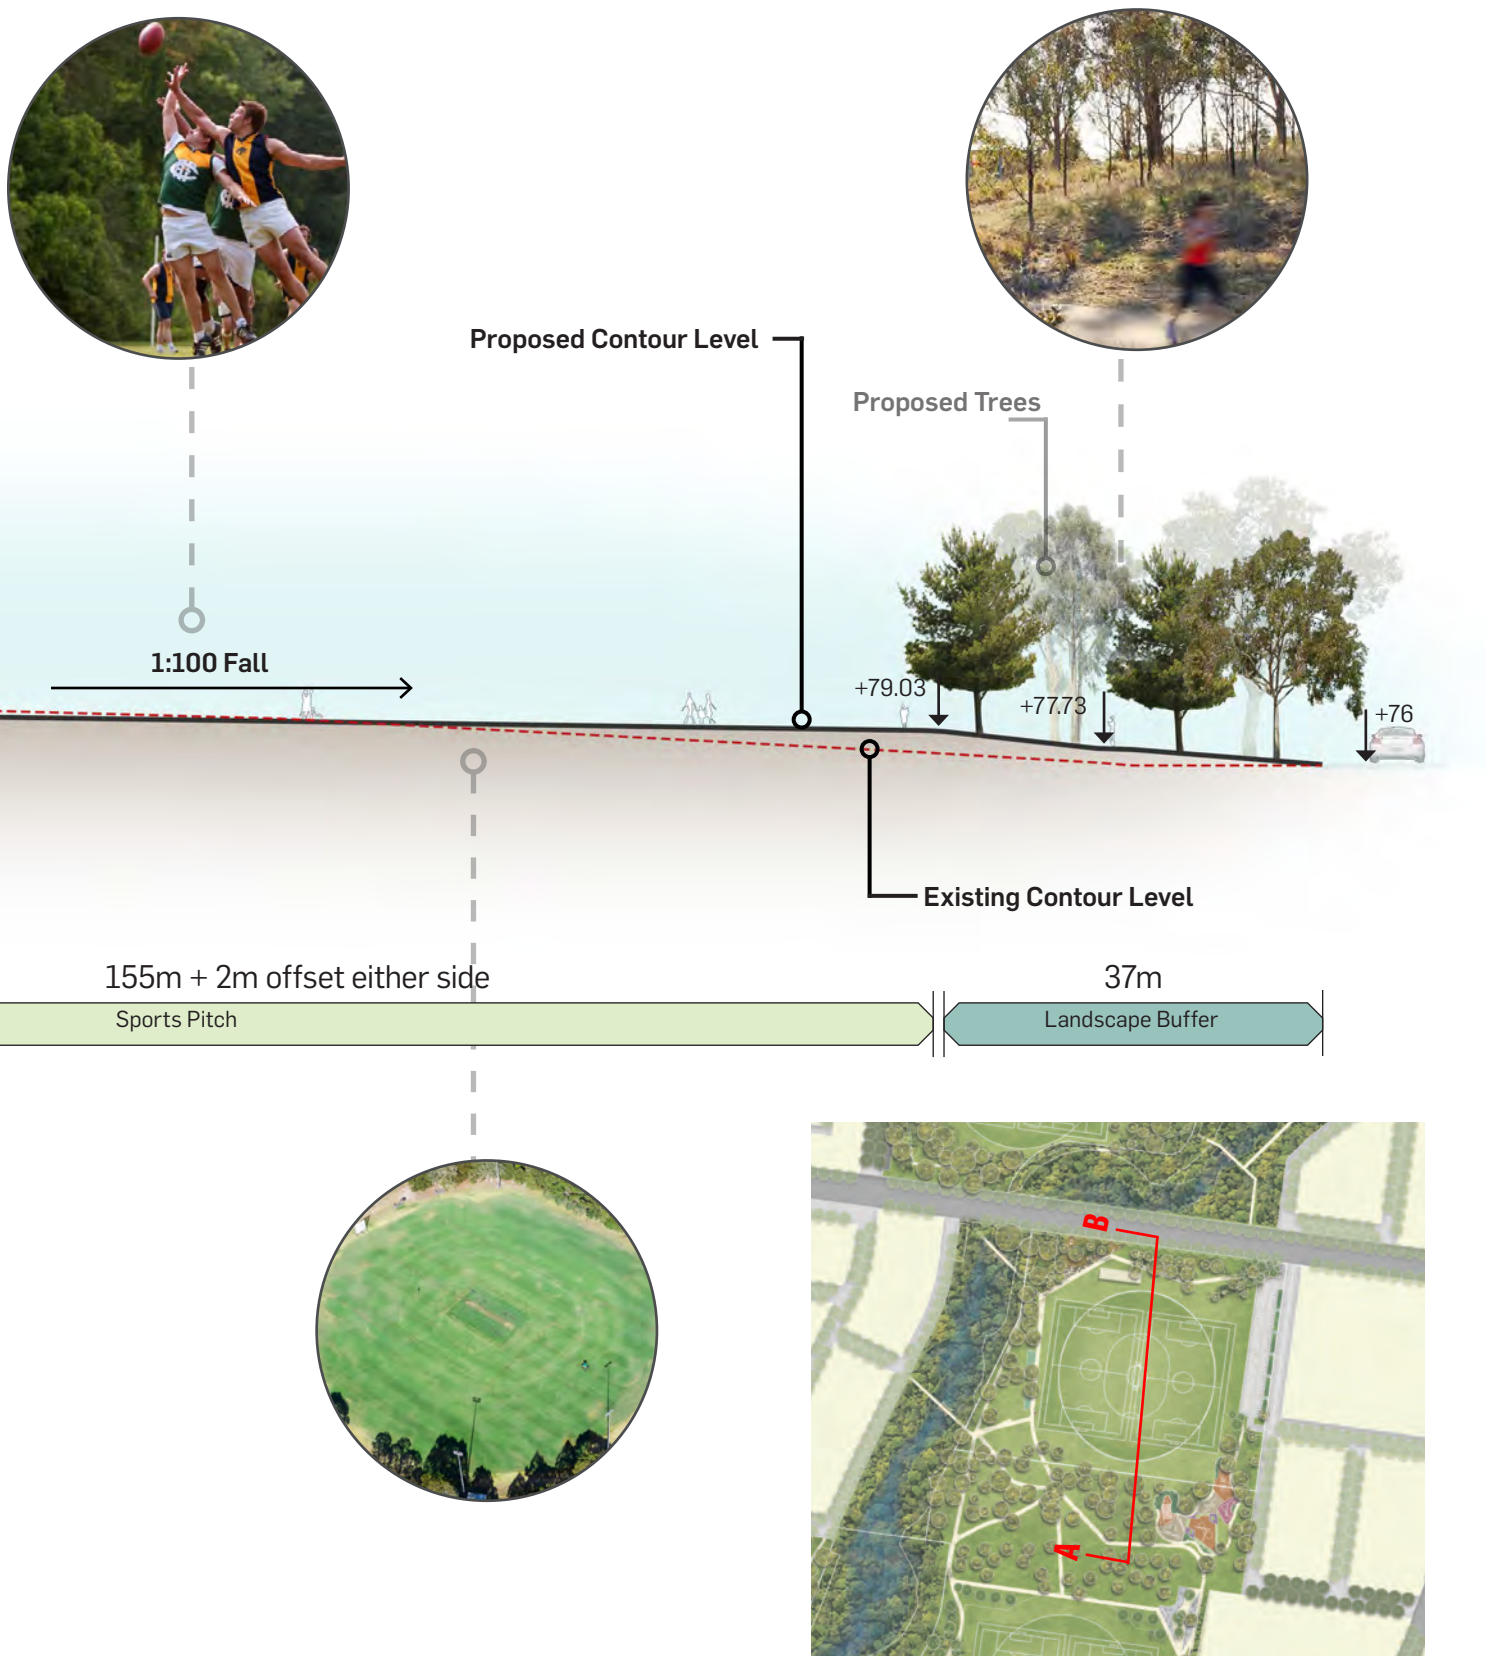 Proposed Contour Level
Proposed Trees
1:100 Fall
+79.03
+77.73
+76
Existing Contour Level
155m + 2m offset either side
37m
Sports Pitch
Landscape Buffer
B
A